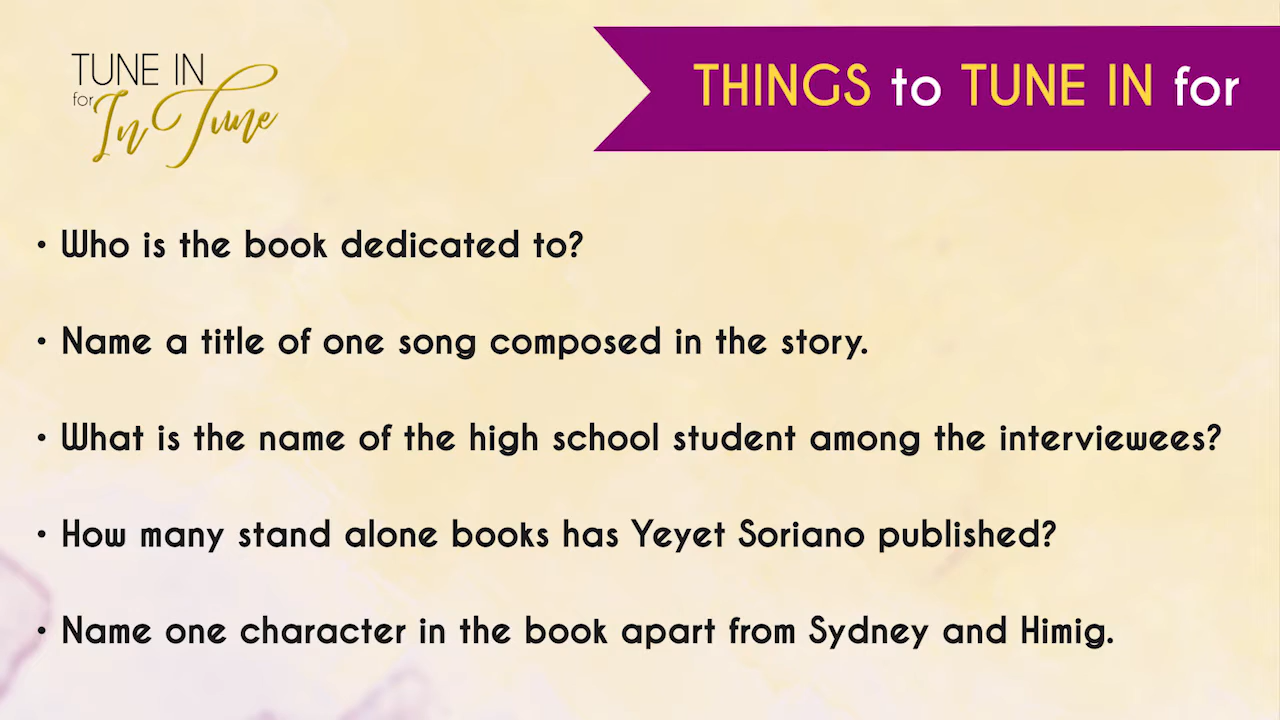 TUNE IN
for In Tune
THINGS to TUNE IN for
• Who is the book dedicated to?
• Name a title of one song composed in the story.
• What is the name of the high school student among the interviewees?
• How many stand alone books has Yeyet Soriano published?
• Name one character in the book apart from Sydney and Himig.